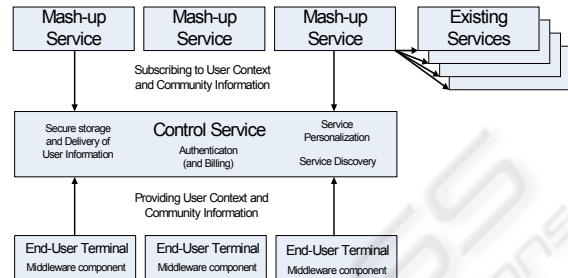 Mash-up
Service
Mash-up
Service
Mash-up
Service
Existing
Services
Subscribing to User Context
and Community Information
Secure storage
and Delivery of
User Information
Control Service
Authenticaton
(and Billing)
Service
Personalization
Service Discovery
Providing User Context and
Community Information
End-User Terminal
Middleware component
End-User Terminal
Middleware component
End-User Terminal
Middleware component